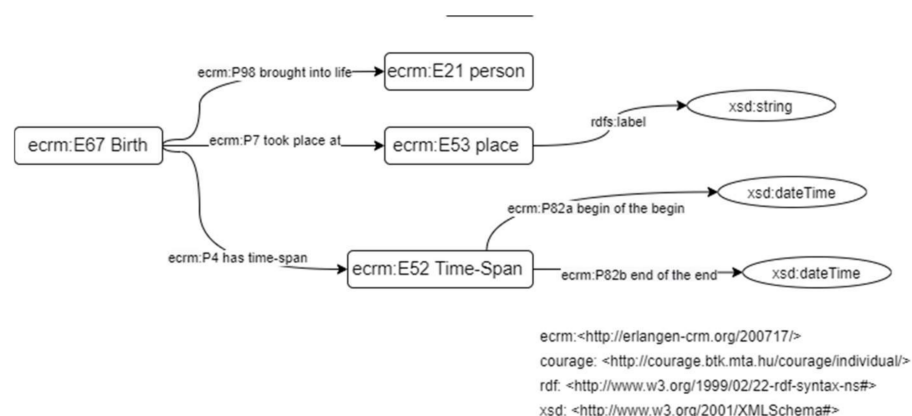 ecrm:P98 brought into life
ecrm:E21 person
xsd:string
rdfs:label
ecrm:E67 Birth
ecrm:P7 took place at
ecrm:E53 place
xsd:dateTime
ecrm:P82a begin of the begin
ecrm:P4 has time-span
ecrm:E52 Time-Span
ecrm:P82b end of the end
xsd:dateTime
ecrm:<http://erlangen-crm.org/200717/>
courage: <http://courage.btk.mta.hu/courage/individual/>
rdf: <http://www.w3.org/1999/02/22-rdf-syntax-ns#>
xsd: <http://www.w3.org/2001/XMLSchema#>